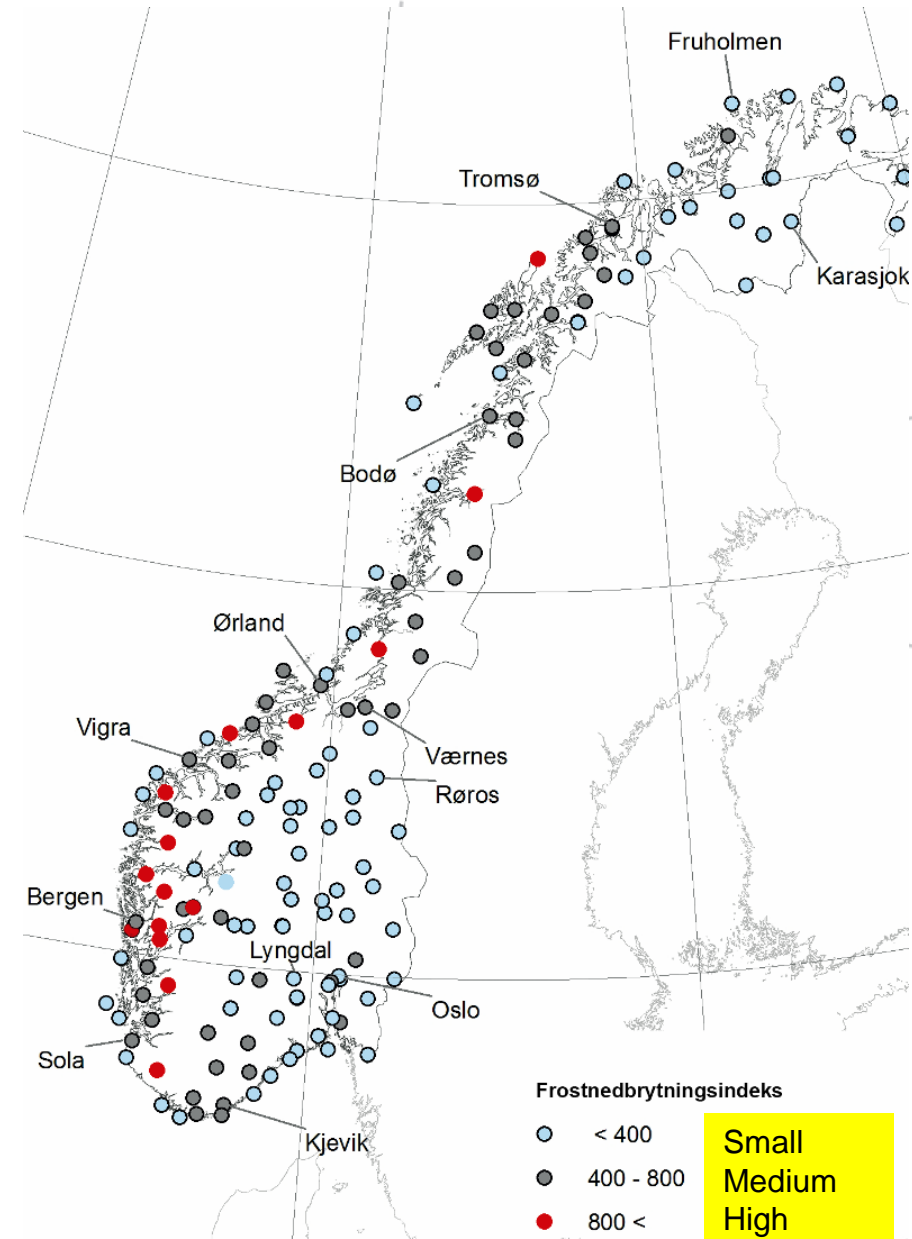 Fruholmen
Tromsø
Karasjok
Bodø
Ørland
Vigra
Værnes
Røros
Bergen
Lyngdal
Oslo
Sola
Kjevik
Frostnedbrytningsindeks
< 400 Small
400 - 800 Medium
800 < High